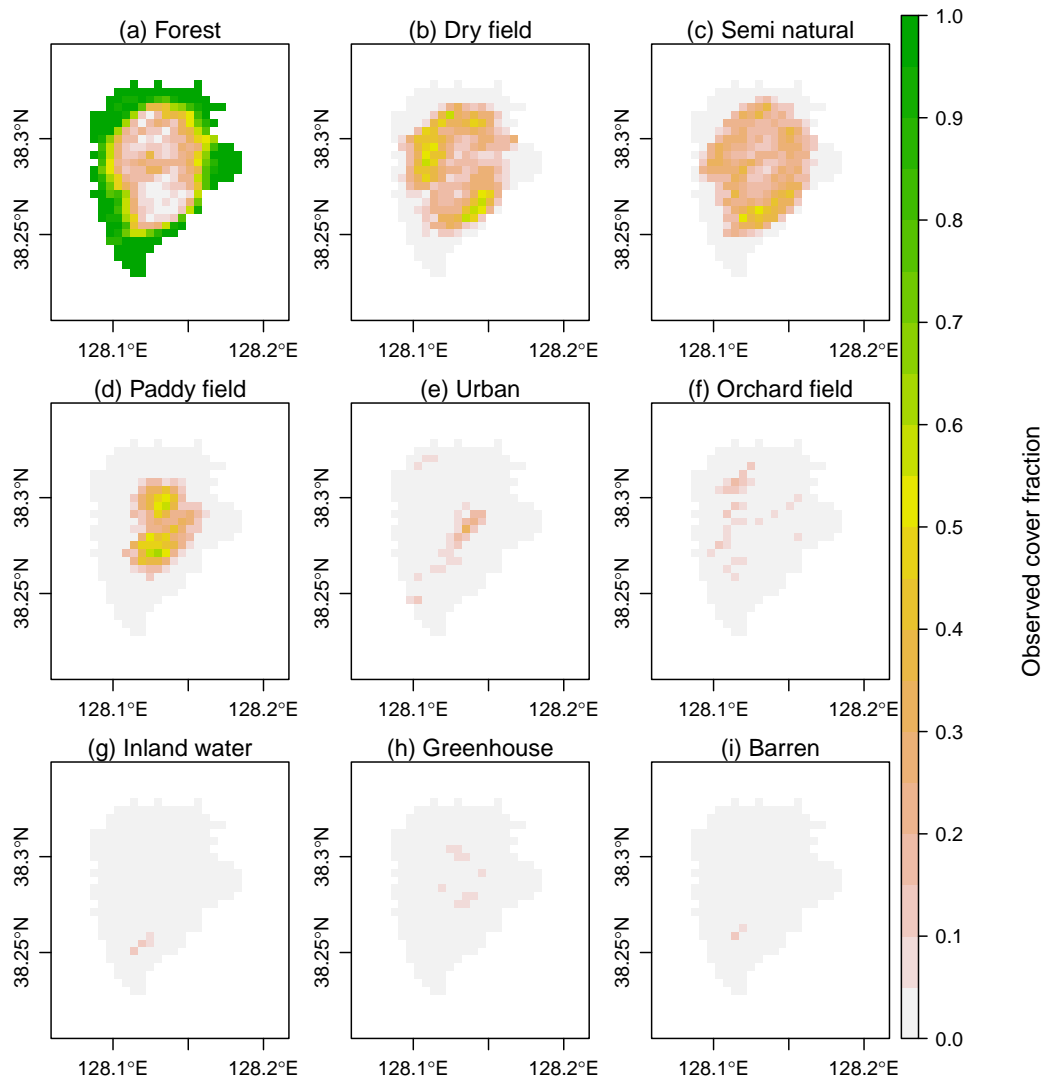 (a) Forest
(b) Dry field
(c) Semi natural
38.3°N
38.25°N
128.1°E
128.2°E
38.3°N
38.25°N
128.1°E
128.2°E
38.3°N
38.25°N
128.1°E
128.2°E
(d) Paddy field
(e) Urban
(f) Orchard field
38.3°N
38.25°N
128.1°E
128.2°E
38.3°N
38.25°N
128.1°E
128.2°E
38.3°N
38.25°N
128.1°E
128.2°E
(g) Inland water
(h) Greenhouse
(i) Barren
38.3°N
38.25°N
128.1°E
128.2°E
38.3°N
38.25°N
128.1°E
128.2°E
38.3°N
38.25°N
128.1°E
128.2°E
1.0
0.9
0.8
0.7
0.6
0.5
0.4
0.3
0.2
0.1
0.0
Observed cover fraction